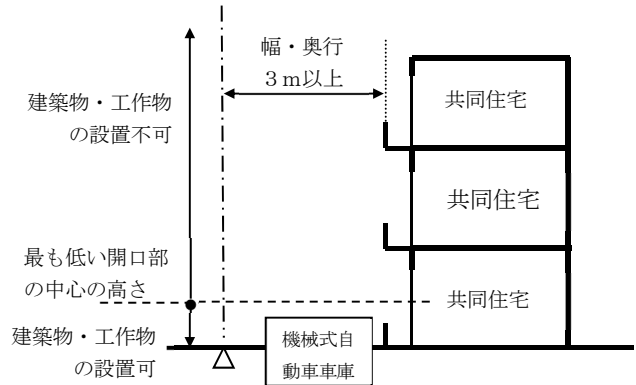 幅・奥行
３ｍ以上
建築物・工作物
の設置不可
共同住宅
共同住宅
最も低い開口部
の中心の高さ
共同住宅
建築物・工作物
の設置可
機械式自
動車車庫